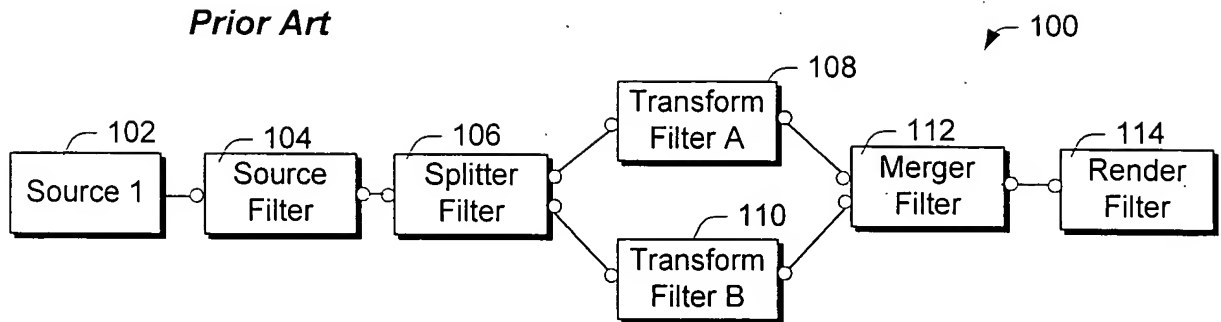 Prior Art
100
108
Transform
Filter A
102
Source 1
104
Source
Filter
106
Splitter
Filter
112
Merger
Filter
114
Render
Filter
110
Transform
Filter B